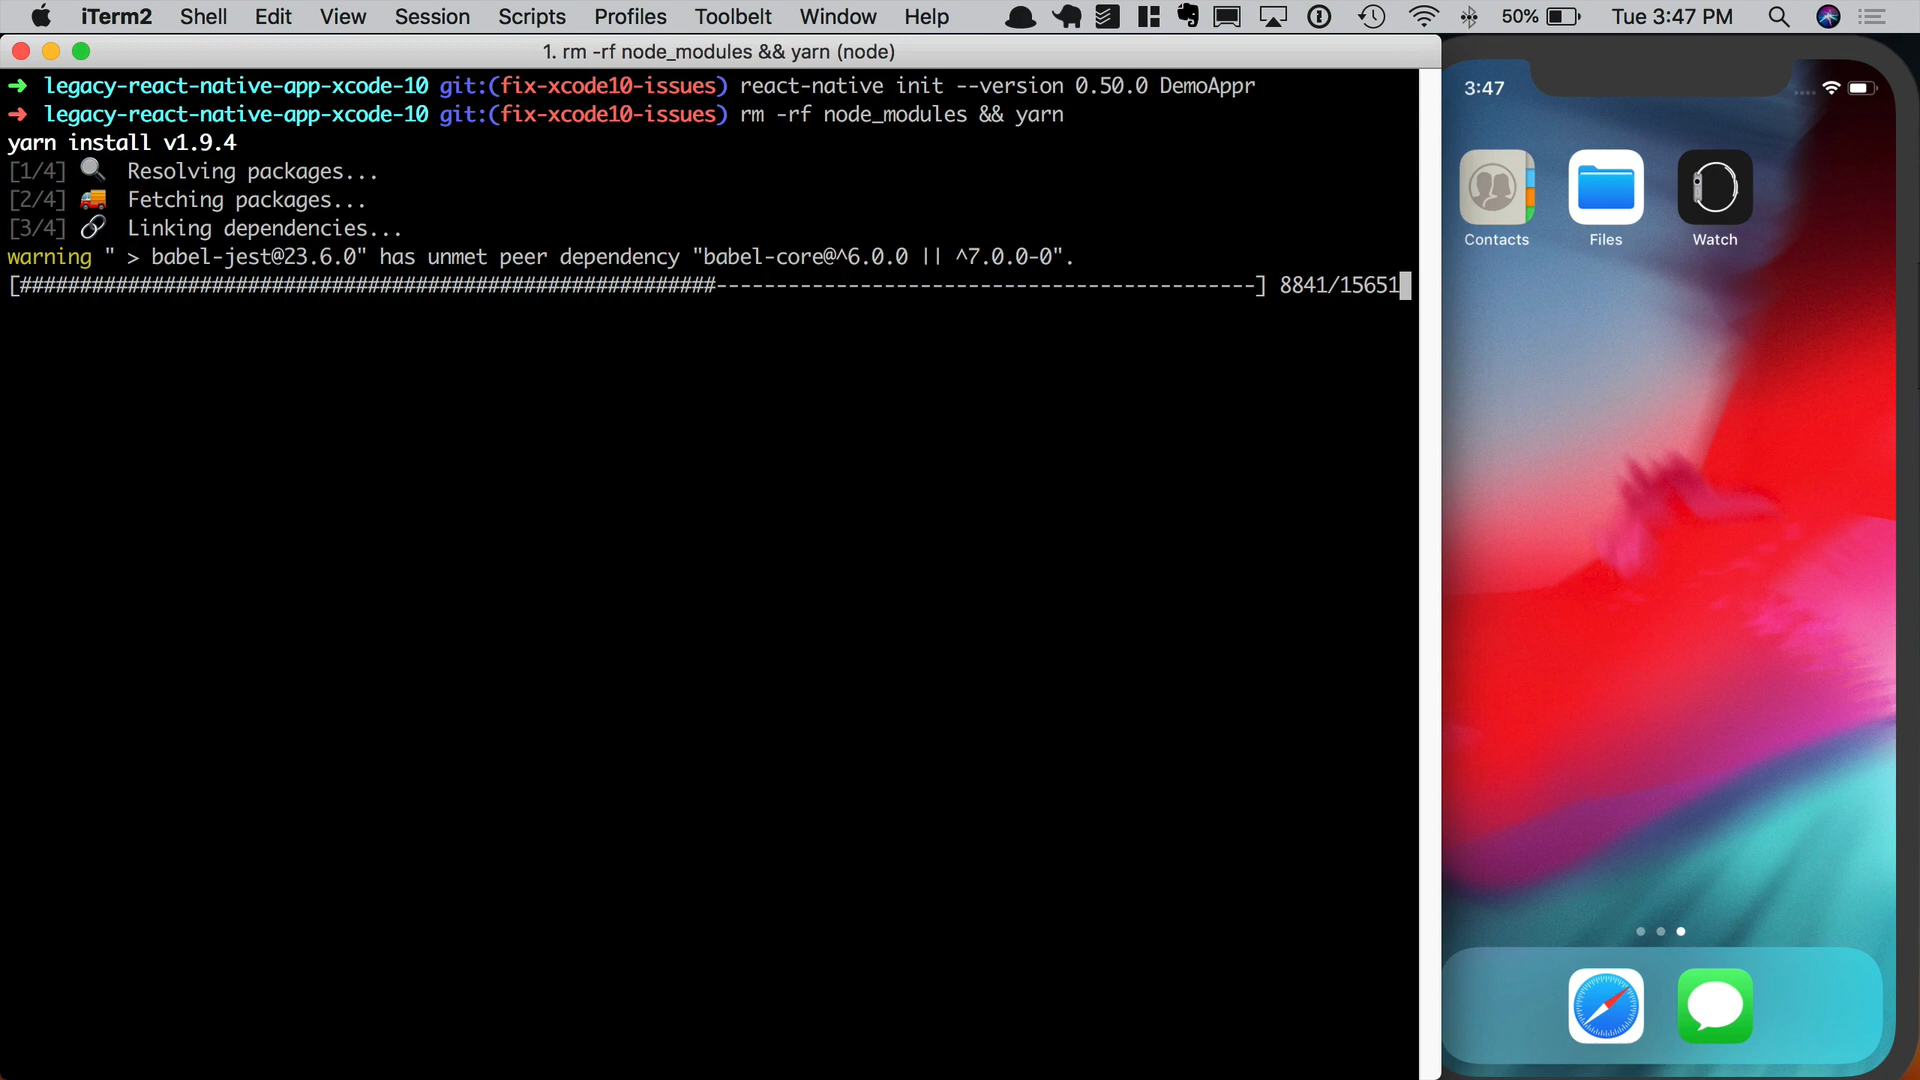 iTerm2 Shell Edit View Session Scripts Profiles Toolbelt Window Help 50% Tue 3:47 PM
1. rm -rf node_modules && yarn (node)
➜ legacy-react-native-app-xcode-10 git:(fix-xcode10-issues) react-native init --version 0.50.0 DemoAppr
➜ legacy-react-native-app-xcode-10 git:(fix-xcode10-issues) rm -rf node_modules && yarn
yarn install v1.9.4
[1/4] 🔍 Resolving packages...
[2/4] 🚚 Fetching packages...
[3/4] 🔗 Linking dependencies...
warning " > babel-jest@23.6.0" has unmet peer dependency "babel-core@^6.0.0 || ^7.0.0-0".
[##########################################################---------------------------------------------] 8841/15651
3:47
Contacts Files Watch